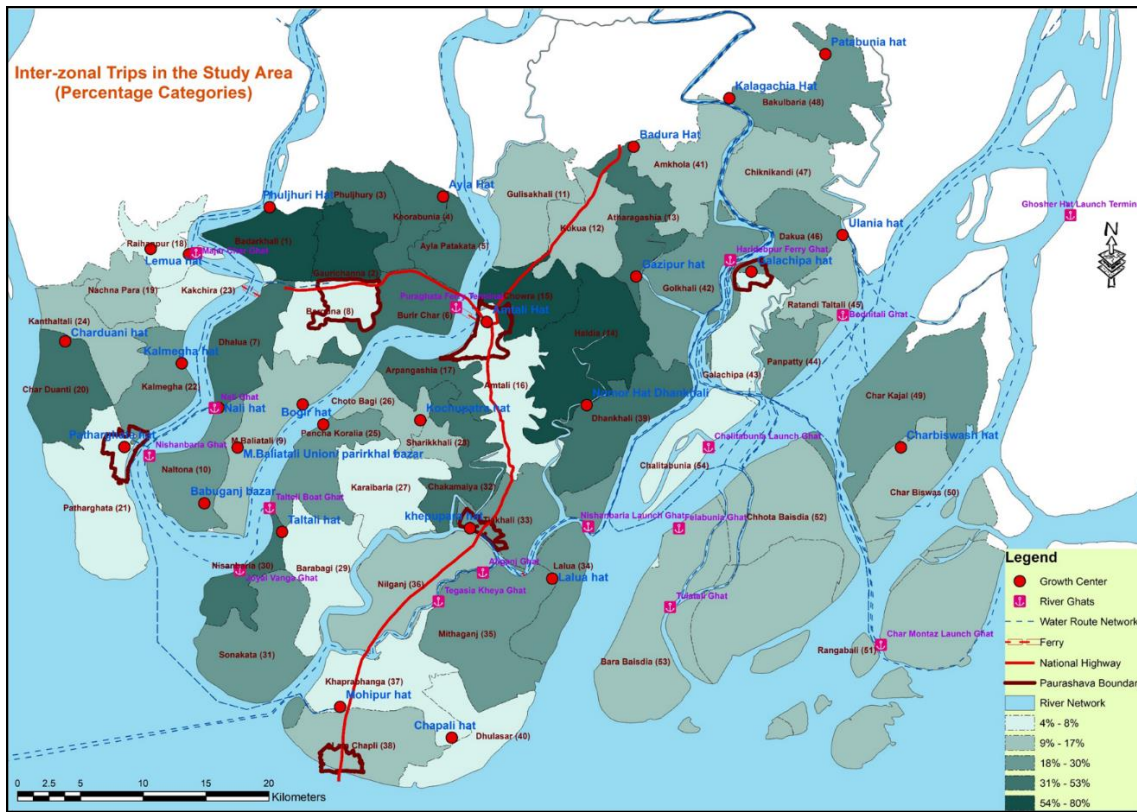 Inter-zonal Trips in the Study Area
(Percentage Categories)
Patabunia hat
Kalagachia Hat
Bakulbaria (48)
Badura Hat
Amkhola (41)
Chiknikandi (47)
Ayla Hat
Phuljhury (3)
Phuljhuri Hat
Gulisakhali (11)
Koorabunia (4)
Atharagashia (13)
Ghosher Hat Launch Termin
N
Kukua (12)
Ulania hat
Dakua (46)
Raihanpur (18)
Badarkhali (1)
Ayla Patakata (5)
Lemua hat
Haridebpur Ferry Ghat
Galachipa hat
Gaurichanna (2)
Gazipur hat
Golkhali (42)
Nachna Para (19)
Kakchira (23)
Chowra (15)
Puraghata Ferry Terminal
Amtali Hat
Ratandi Taltali (45)
Badnitali Ghat
Barguna (8)
Burir Char (6)
Kanthaltali (24)
Charduani hat
Haldia (14)
Dhalua (7)
Kalmegha hat
Arpangashia (17)
Panpatty (44)
Galachipa (43)
Char Duanti (20)
Kalmegha (22)
Amtali (16)
Nali Ghat
Nali hat
Choto Bagi (26)
Bogir hat
Kochupatra hat
Dhankhali (39)
Char Kajal (49)
Pancha Koralia (25)
Patharghata hat
M.Baliatali (9)
Sharikkhali (28)
Charbiswash hat
Nishanbaria Ghat
M.Baliatali Union/ parirkhal bazar
Chalitabunia Launch Ghat
Chalitabunia (54)
Naltona (10)
Karaibaria (27)
Chakamaiya (32)
Char Biswas (50)
Babuganj bazar
Taltoli Boat Ghat
Patharghata (21)
Taltali hat
khepupara hat
Nishanbaria Launch Ghat
Felabunia Ghat
Chhota Baisdia (52)
Nisanbaria (30)
Barabagi (29)
Lalua (34)
Lalua hat
Nilganj (36)
Tegasia Kheya Ghat
Tulatali Ghat
Mithaganj (35)
Char Montaz Launch Ghat
Rangabali (51)
Sonakata (31)
Bara Baisdia (53)
Khaprabhanga (37)
Mohipur hat
Chapali hat
Dhulasar (40)
Chapli (38)
0 2.5 5 10 15 20
Kilometers
Legend
Growth Center
River Ghats
Water Route Network
Ferry
National Highway
Paurashava Boundar
River Network
4% - 8%
9% - 17%
18% - 30%
31% - 53%
54% - 80%